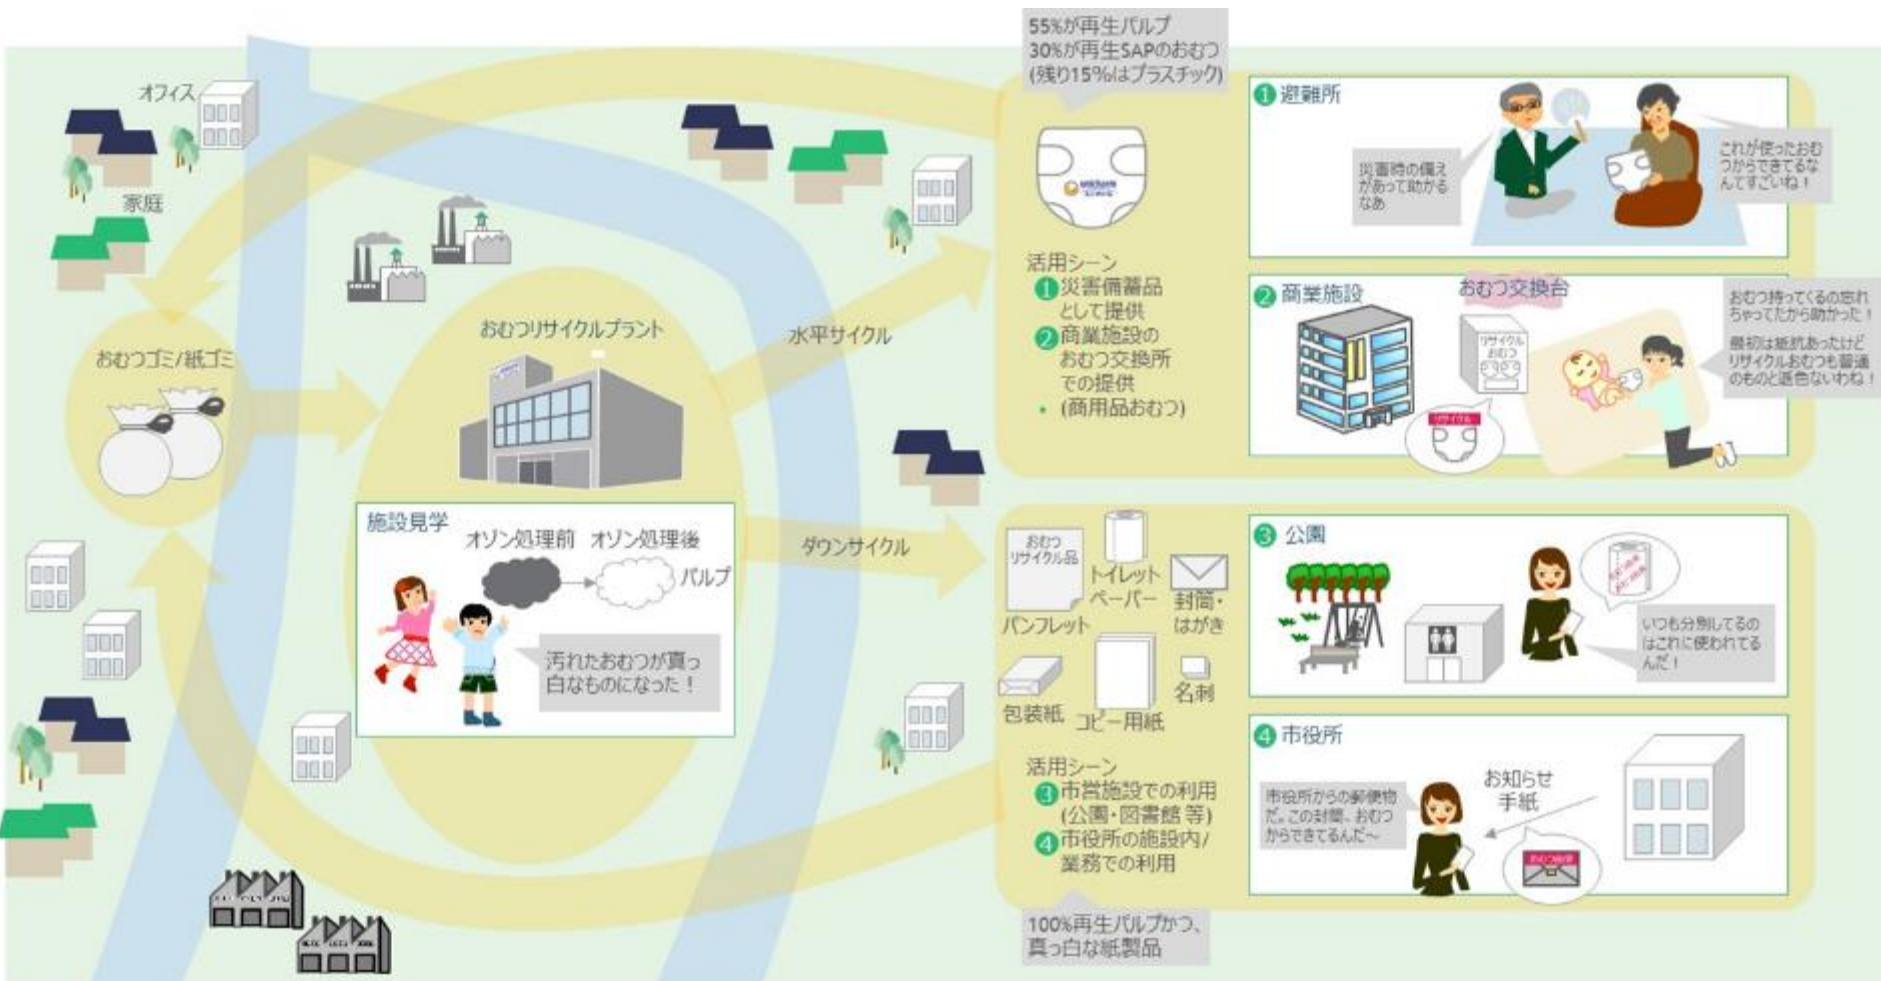 オフィス
家庭
おむつゴミ/紙ゴミ
おむつリサイクルプラント
施設見学
オゾン処理前
オゾン処理後
パルプ
汚れたおむつが真っ
白なものになった！
水平サイクル
ダウンサイクル
55%が再生パルプ
30%が再生SAPのおむつ
(残り15%はプラスチック)
活用シーン
❶災害備蓄品
として提供
❷商業施設の
おむつ交換所
での提供
• (商用品おむつ)
❶避難所
災害時の備え
があって助かる
なあ
これが使ったおむ
つからできてるな
んてすごいね！
❷商業施設
おむつ交換台
リサイクル
おむつ
リサイクル
おむつ持ってくるの忘れ
ちゃってたから助かった！
最初は抵抗あったけど
リサイクルおむつも普通
のものと遜色ないわね！
おむつ
リサイクル品
パンフレット
トイレット
ペーパー
封筒・
はがき
包装紙
コピー用紙
名刺
活用シーン
❸市営施設での利用
(公園・図書館 等)
❹市役所の施設内/
業務での利用
100%再生パルプかつ、
真っ白な紙製品
❸公園
いつも分別してるの
はこれに使われてる
んだ！
❹市役所
市役所からの郵便物
だ。この封筒、おむつ
からできてるんだ～
お知らせ
手紙